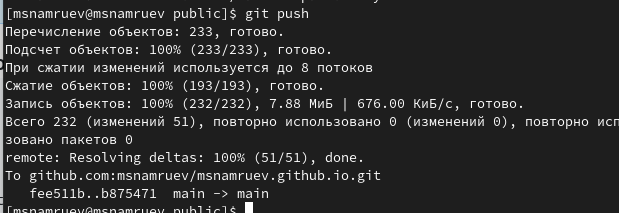 [msnamruev@msnamruev public]$ git push
Перечисление объектов: 233, готово.
Подсчет объектов: 100% (233/233), готово.
При сжатии изменений используется до 8 потоков
Сжатие объектов: 100% (193/193), готово.
Запись объектов: 100% (232/232), 7.88 МиБ | 676.00 КиБ/с, готово.
Всего 232 (изменений 51), повторно использовано 0 (изменений 0), повторно исп
зовано пакетов 0
remote: Resolving deltas: 100% (51/51), done.
To github.com:msnamruev/msnamruev.github.io.git
fee511b..b875471  main -> main
[msnamruev@msnamruev public]$